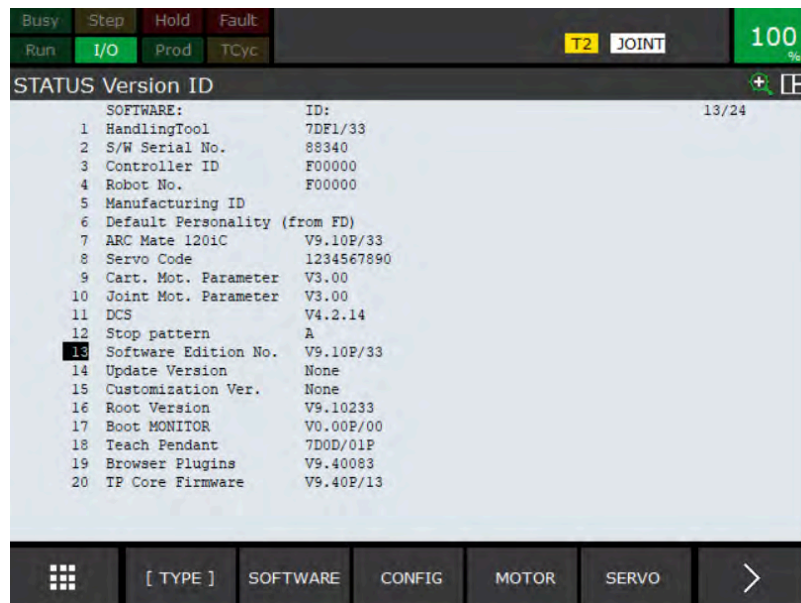 Busy Step Hold Fault
Run I/O Prod TCyc T2 JOINT 100 %
STATUS Version ID
SOFTWARE: ID: 13/24
1 HandlingTool 7DF1/33
2 S/W Serial No. 88340
3 Controller ID F00000
4 Robot No. F00000
5 Manufacturing ID
6 Default Personality (from FD)
7 ARC Mate 120iC V9.10P/33
8 Servo Code 1234567890
9 Cart. Mot. Parameter V3.00
10 Joint Mot. Parameter V3.00
11 DCS V4.2.14
12 Stop pattern A
13 Software Edition No. V9.10P/33
14 Update Version None
15 Customization Ver. None
16 Root Version V9.10233
17 Boot MONITOR V0.00P/00
18 Teach Pendant 7D0D/01P
19 Browser Plugins V9.40083
20 TP Core Firmware V9.40P/13
[ TYPE ] SOFTWARE CONFIG MOTOR SERVO >